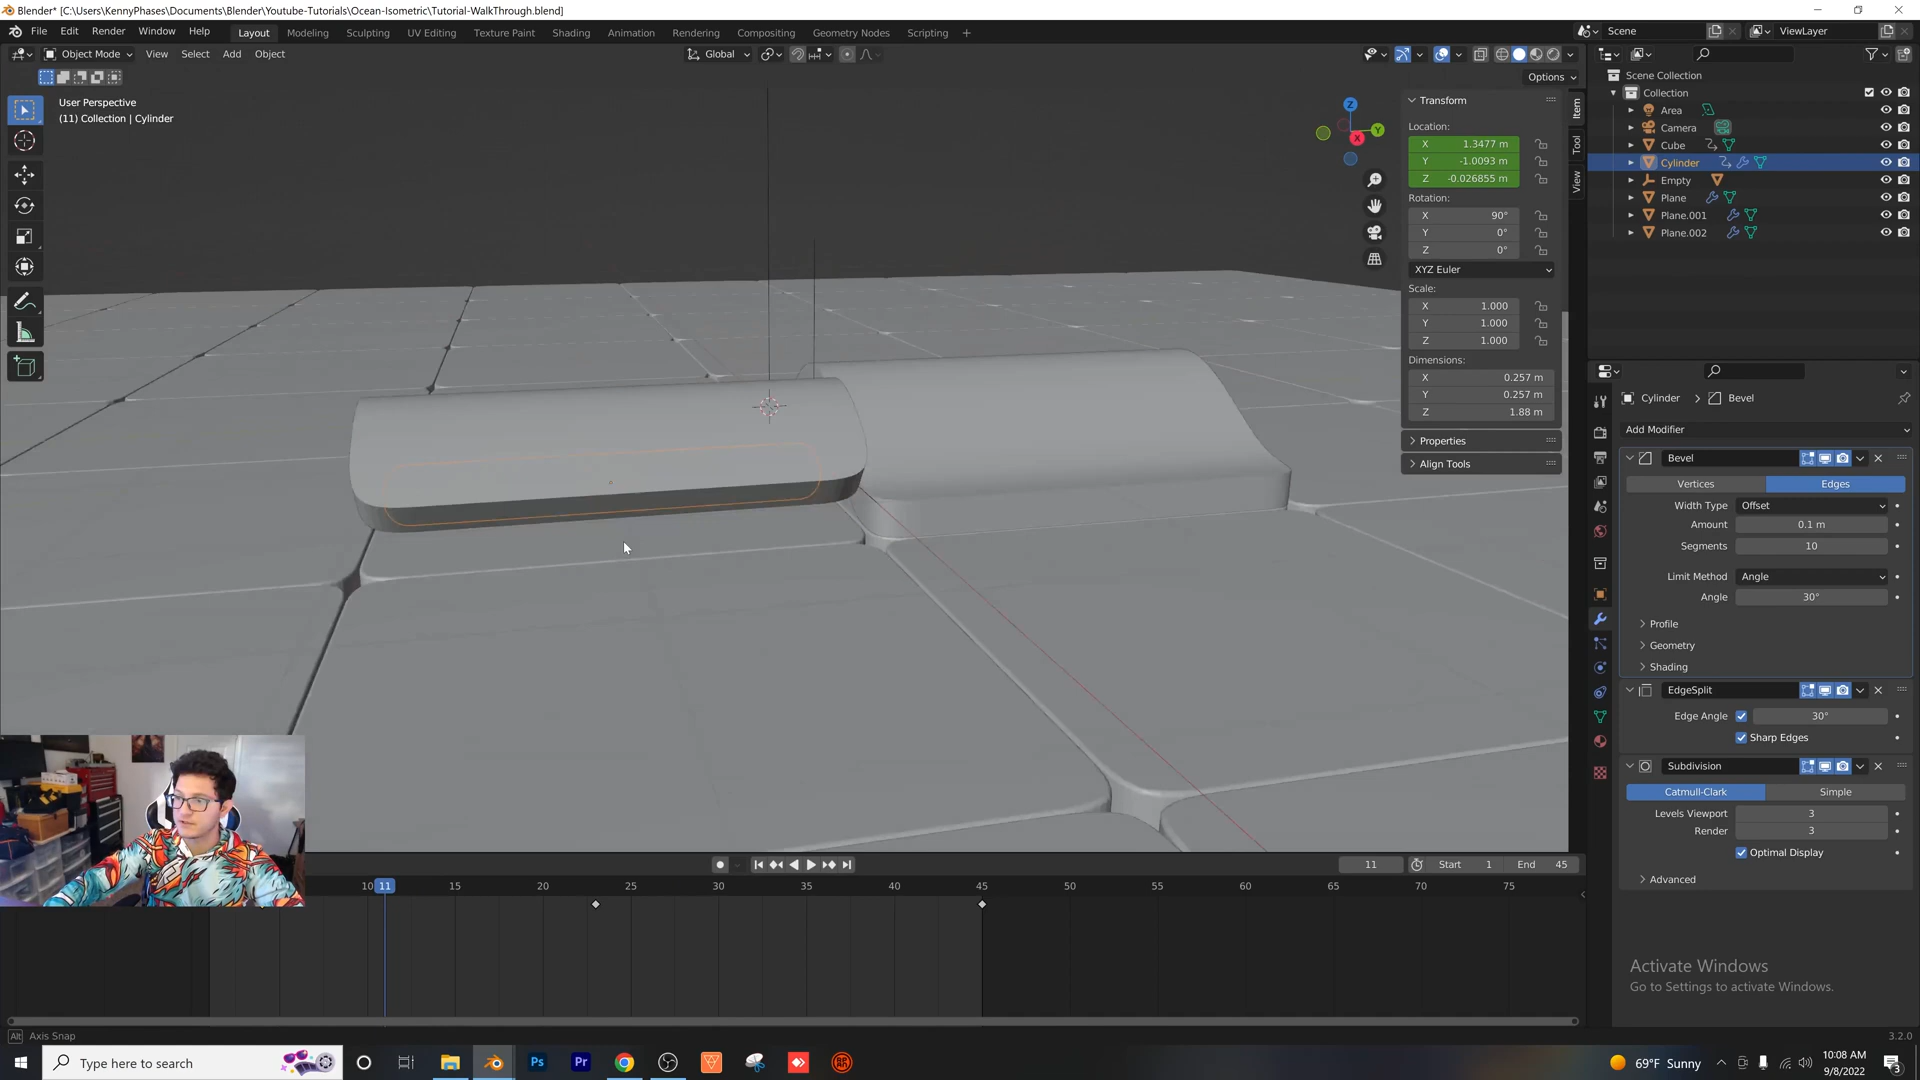 Blender* [C:\Users\KennyPhases\Documents\Blender\Youtube-Tutorials\Ocean-Isometric\Tutorial-WalkThrough.blend]
File Edit Render Window Help Layout Modeling Sculpting UV Editing Texture Paint Shading Animation Rendering Compositing Geometry Nodes Scripting + Scene ViewLayer
Object Mode View Select Add Object Global
Options
User Perspective
(11) Collection | Cylinder
Z
Y
X
Item
Tool
View
Transform
Location:
X 1.3477 m
Y -1.0093 m
Z -0.026855 m
Rotation:
X 90°
Y 0°
Z 0°
XYZ Euler
Scale:
X 1.000
Y 1.000
Z 1.000
Dimensions:
X 0.257 m
Y 0.257 m
Z 1.88 m
Properties
Align Tools
Scene Collection
Collection
Area
Camera
Cube
Cylinder
Empty
Plane
Plane.001
Plane.002
Cylinder > Bevel
Add Modifier
Bevel
Vertices Edges
Width Type Offset
Amount 0.1 m
Segments 10
Limit Method Angle
Angle 30°
Profile
Geometry
Shading
EdgeSplit
Edge Angle 30°
Sharp Edges
Subdivision
Catmull-Clark Simple
Levels Viewport 3
Render 3
Optimal Display
Advanced
11 Start 1 End 45
10 11 15 20 25 30 35 40 45 50 55 60 65 70 75
Activate Windows
Go to Settings to activate Windows.
Alt Axis Snap
3.2.0
Type here to search
Ps
Pr
69°F Sunny
10:08 AM
9/8/2022
3